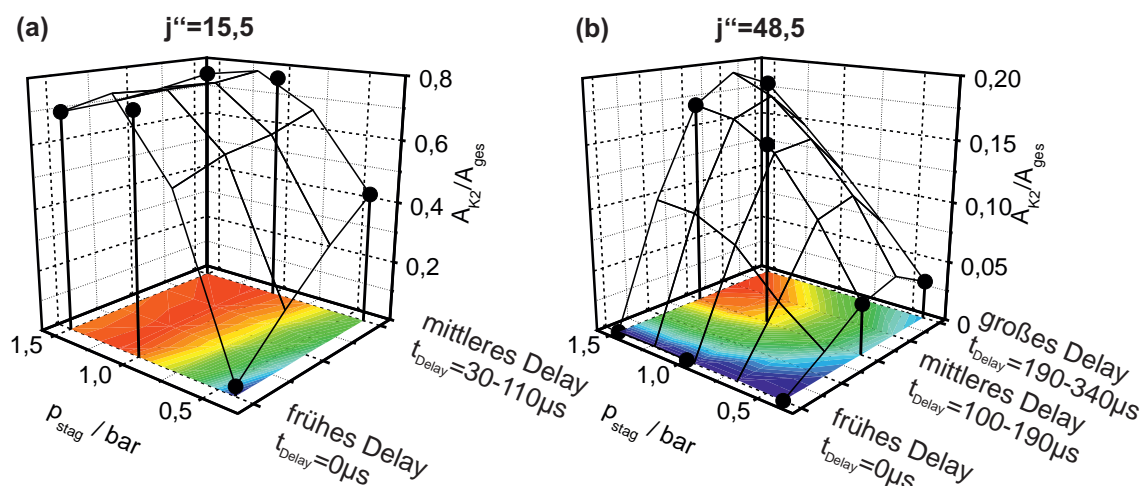 (a)
j“=15,5
0,8
0,6
0,4
0,2
A_K2/A_ges
1,5
1,0
0,5
p_stag / bar
mittleres Delay
t_Delay=30-110µs
frühes Delay
t_Delay=0µs
(b)
j“=48,5
0,20
0,15
0,10
0,05
0
A_K2/A_ges
1,5
1,0
0,5
p_stag / bar
großes Delay
t_Delay=190-340µs
mittleres Delay
t_Delay=100-190µs
frühes Delay
t_Delay=0µs